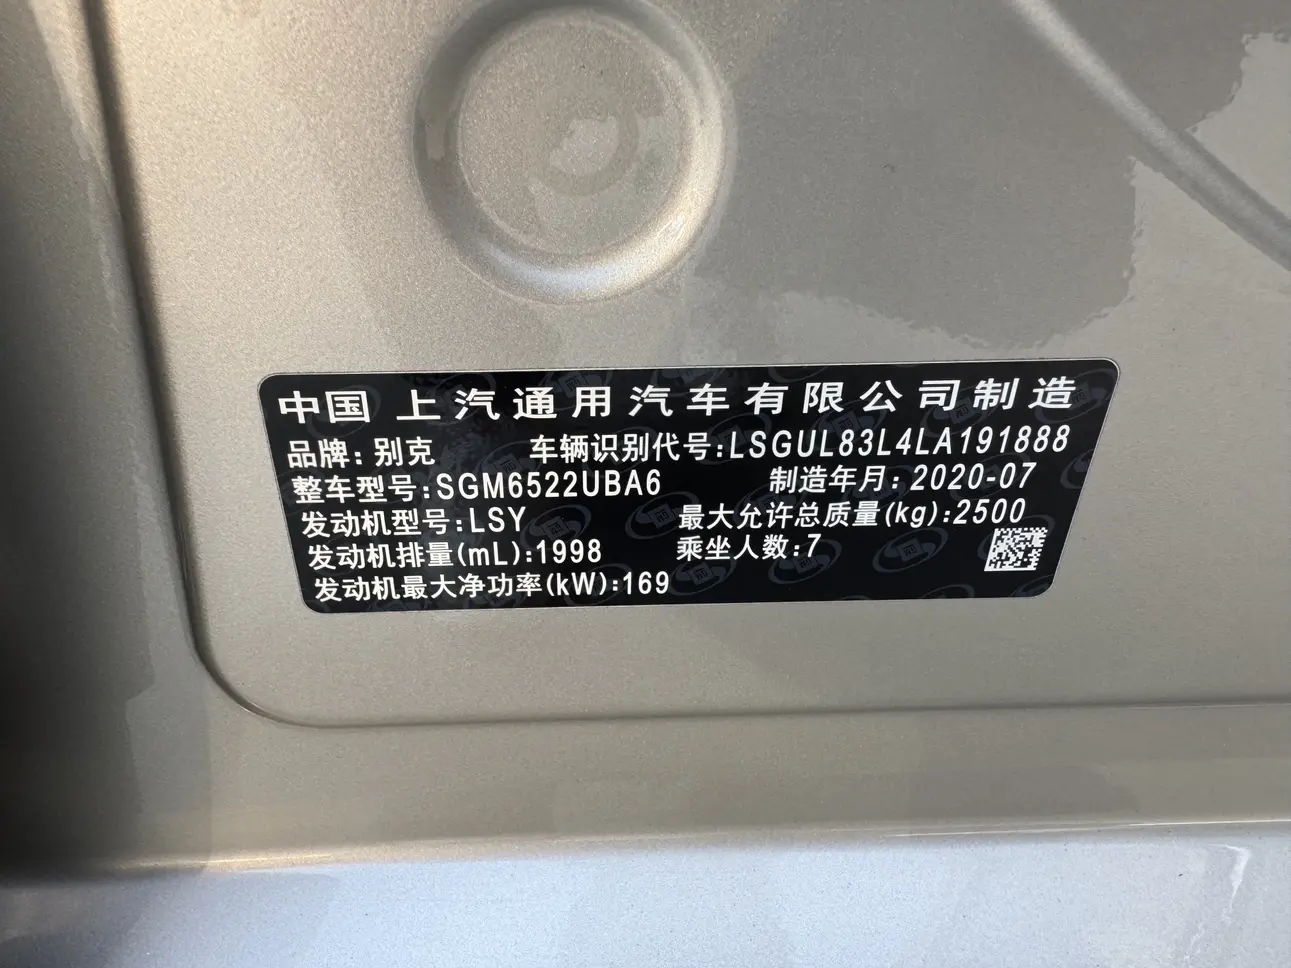 中国 上汽通用汽车有限公司制造
品牌：别克 车辆识别代号：LSGUL83L4LA191888
整车型号：SGM6522UBA6 制造年月：2020-07
发动机型号：LSY 最大允许总质量(kg)：2500
发动机排量(mL)：1998 乘坐人数：7
发动机最大净功率(kW)：169